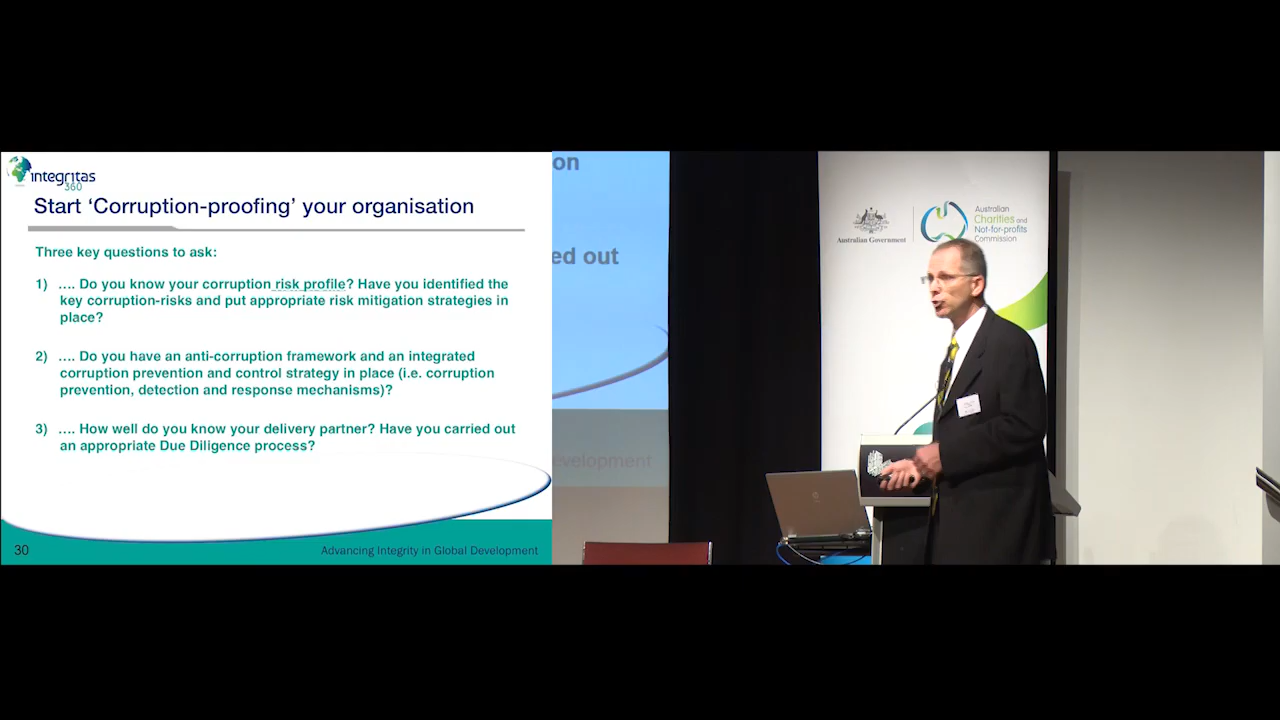 integritas
360
Start ‘Corruption-proofing’ your organisation
Three key questions to ask:
1) …. Do you know your corruption risk profile? Have you identified the
key corruption-risks and put appropriate risk mitigation strategies in
place?
2) …. Do you have an anti-corruption framework and an integrated
corruption prevention and control strategy in place (i.e. corruption
prevention, detection and response mechanisms)?
3) …. How well do you know your delivery partner? Have you carried out
an appropriate Due Diligence process?
30
Advancing Integrity in Global Development
on
ed out
evelopment
Australian Government
Australian
Charities and
Not-for-profits
Commission